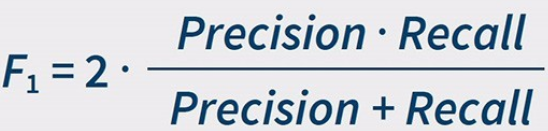 F₁ = 2 · Precision · Recall
Precision + Recall